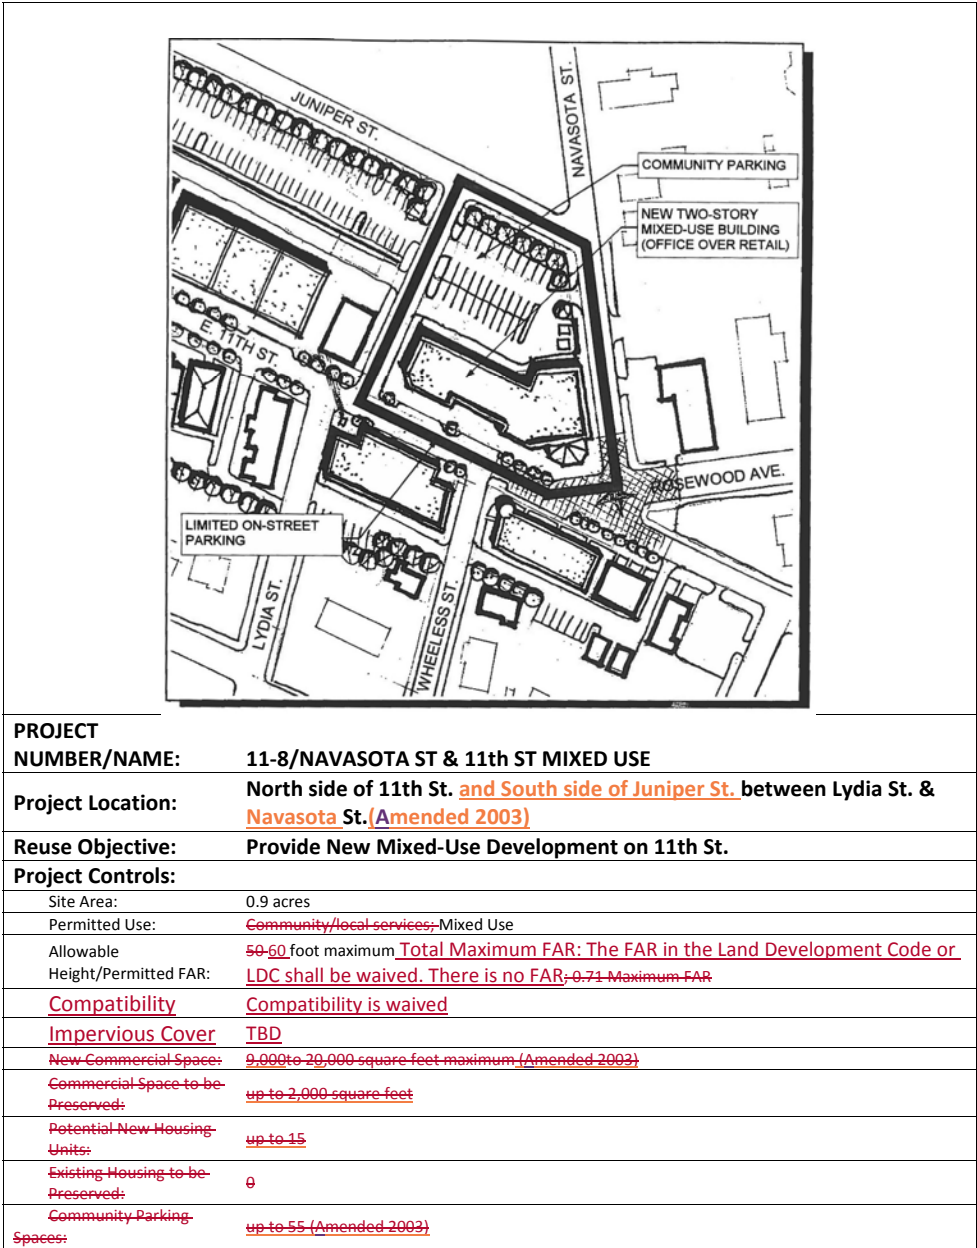 JUNIPER ST.
NAVASOTA ST.
COMMUNITY PARKING
NEW TWO-STORY
MIXED-USE BUILDING
(OFFICE OVER RETAIL)
E. 11TH ST.
ROSEWOOD AVE.
LIMITED ON-STREET
PARKING
LYDIA ST.
WHEELESS ST.
PROJECT
NUMBER/NAME: 11-8/NAVASOTA ST & 11th ST MIXED USE
Project Location: North side of 11th St. and South side of Juniper St. between Lydia St. &
Navasota St.(Amended 2003)
Reuse Objective: Provide New Mixed-Use Development on 11th St.
Project Controls:
Site Area: 0.9 acres
Permitted Use: Community/local services; Mixed Use
Allowable
Height/Permitted FAR: 50 60 foot maximum Total Maximum FAR: The FAR in the Land Development Code or
LDC shall be waived. There is no FAR; 0.71 Maximum FAR
Compatibility Compatibility is waived
Impervious Cover TBD
New Commercial Space: 9,000to 20,000 square feet maximum (Amended 2003)
Commercial Space to be
Preserved: up to 2,000 square feet
Potential New Housing
Units: up to 15
Existing Housing to be
Preserved: 0
Community Parking
Spaces: up to 55 (Amended 2003)